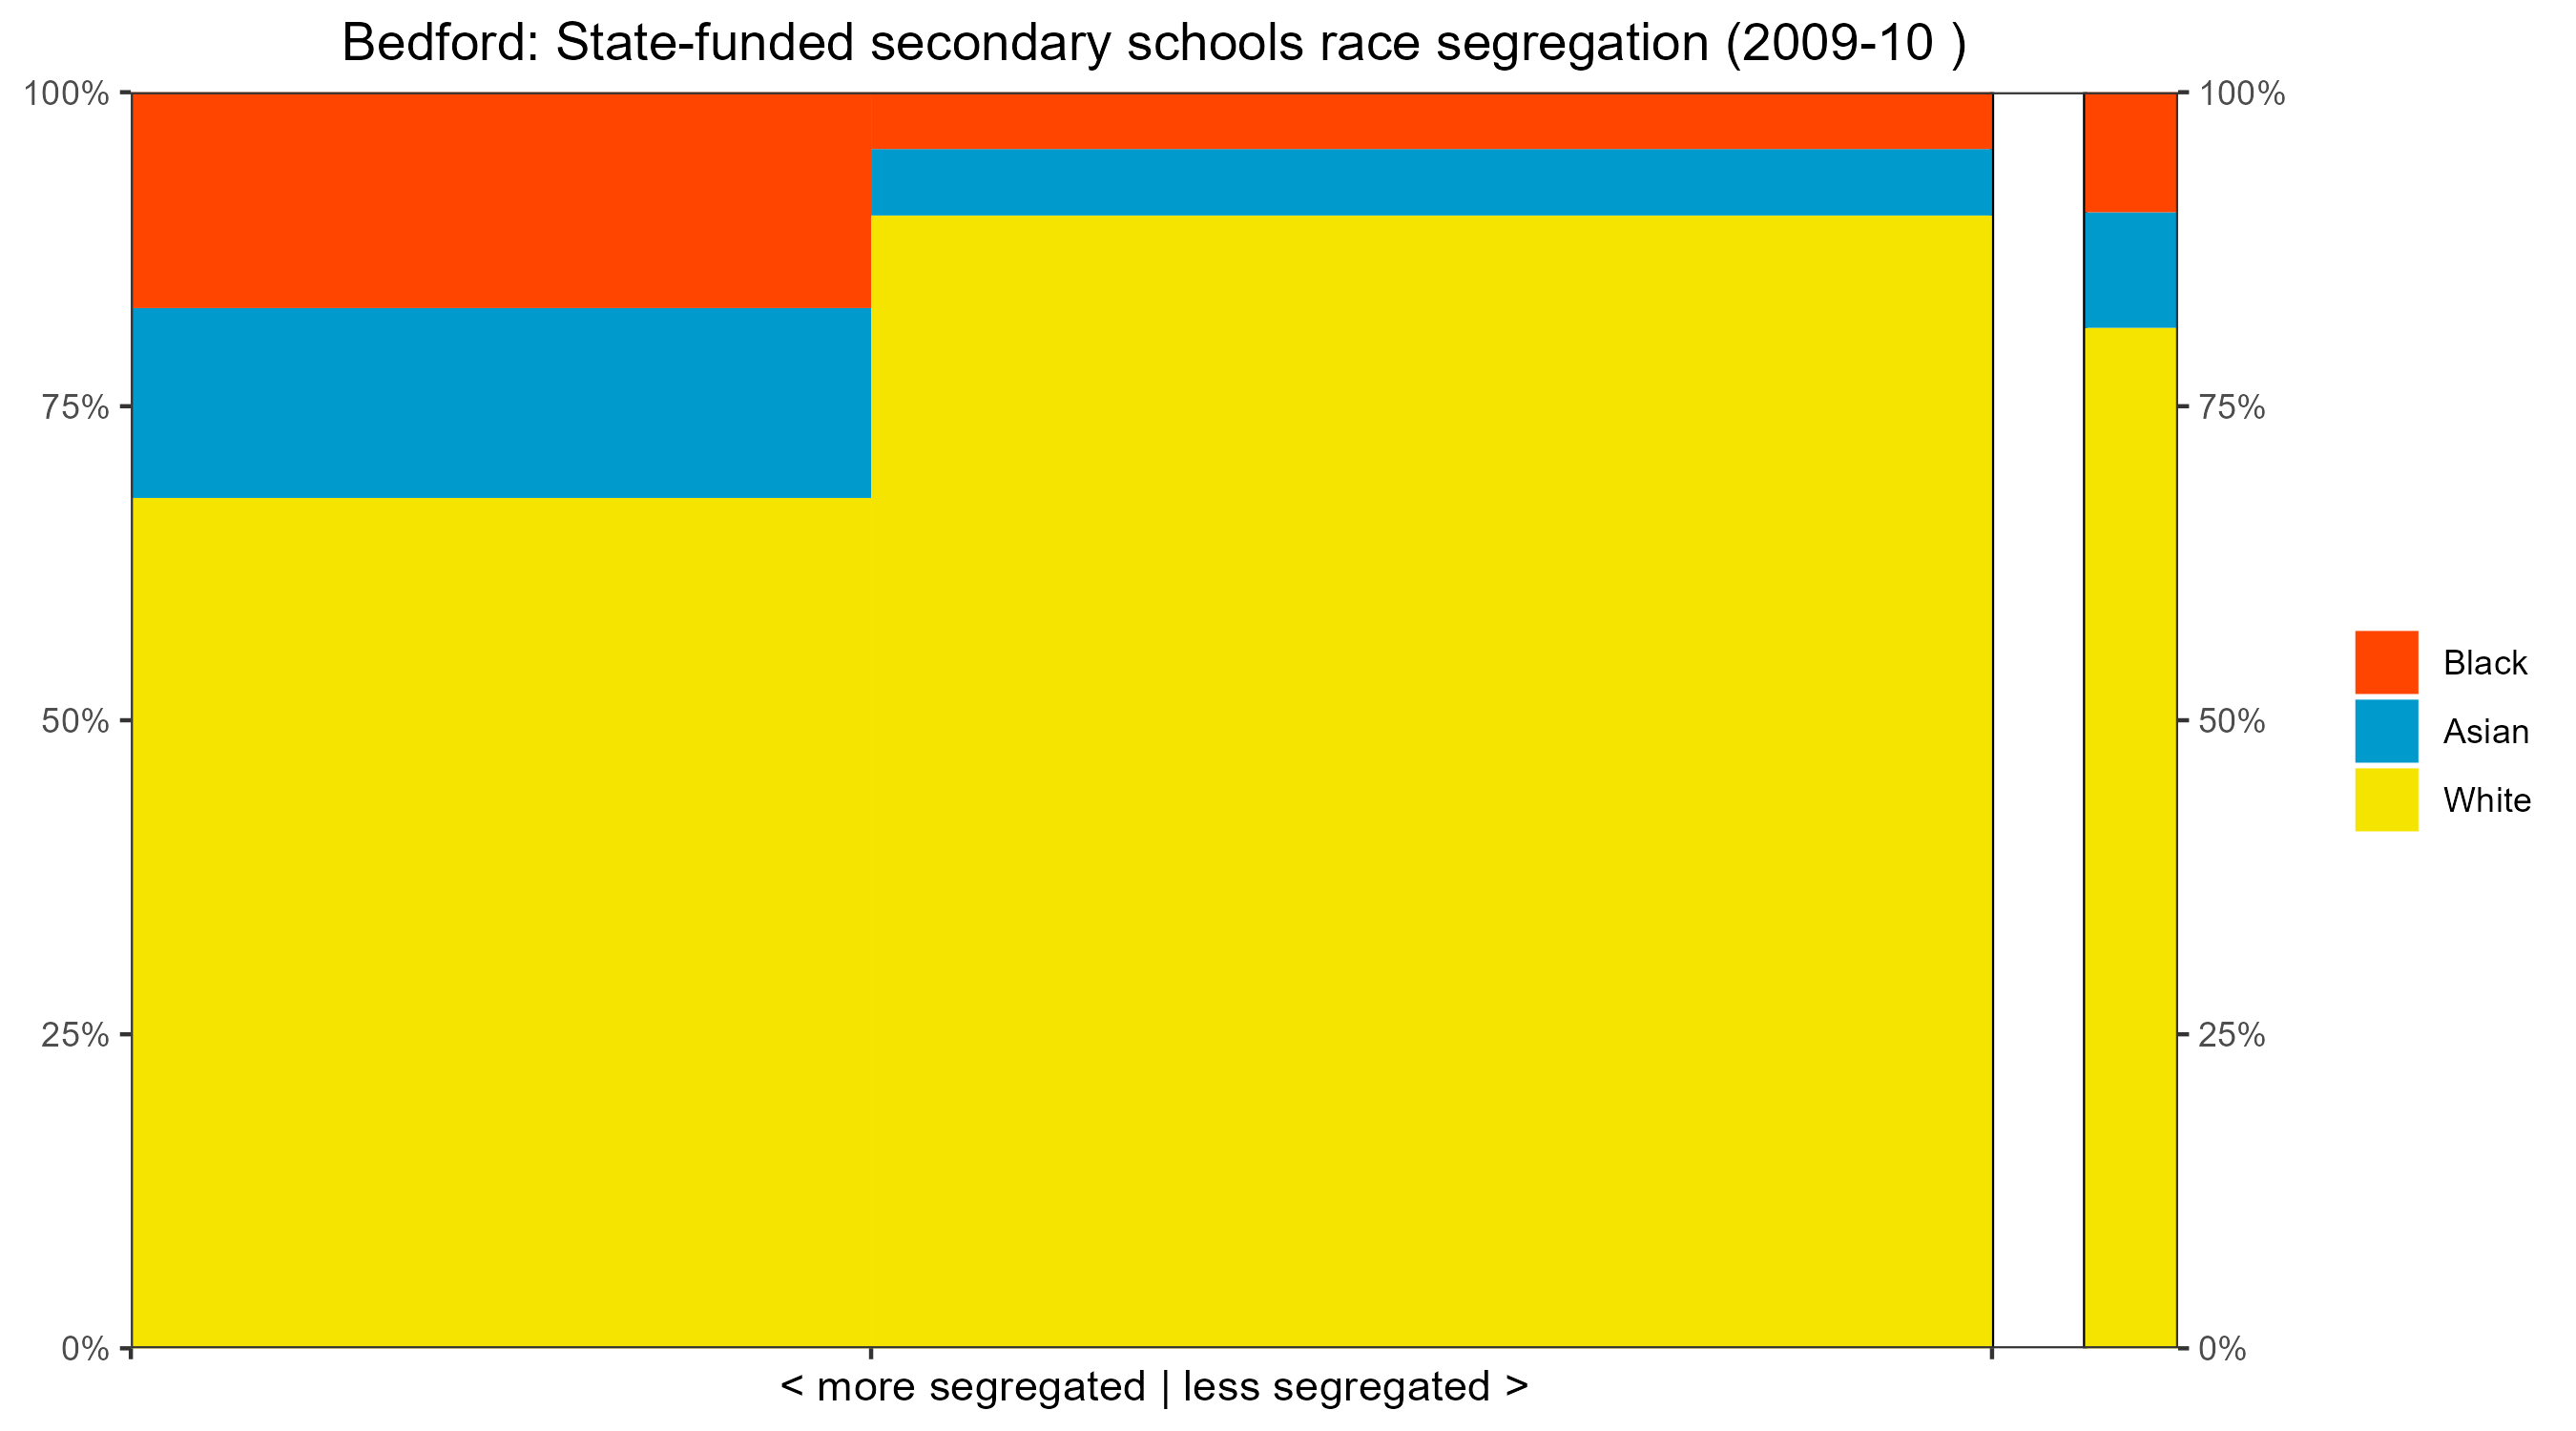 Bedford: State-funded secondary schools race segregation (2009-10 )
100%
75%
50%
25%
0%
100%
75%
50%
25%
0%
Black
Asian
White
< more segregated | less segregated >